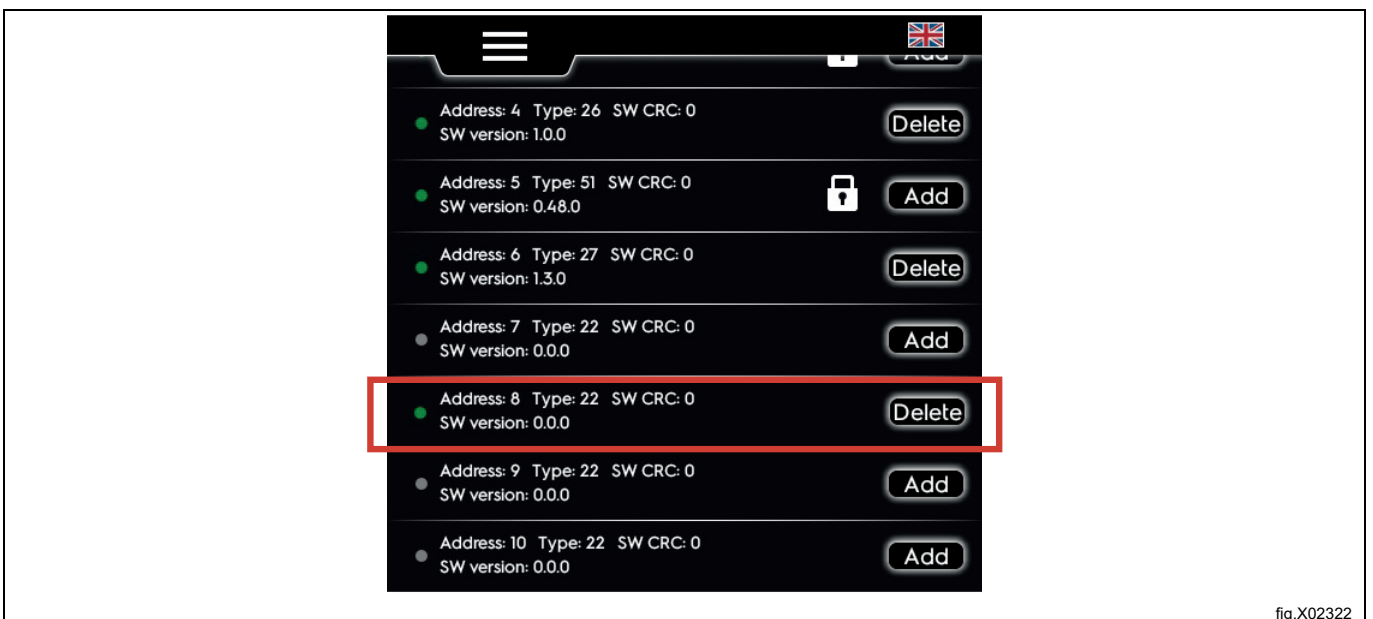 Add
Address: 4 Type: 26 SW CRC: 0
SW version: 1.0.0
Delete
Address: 5 Type: 51 SW CRC: 0
SW version: 0.48.0
Add
Address: 6 Type: 27 SW CRC: 0
SW version: 1.3.0
Delete
Address: 7 Type: 22 SW CRC: 0
SW version: 0.0.0
Add
Address: 8 Type: 22 SW CRC: 0
SW version: 0.0.0
Delete
Address: 9 Type: 22 SW CRC: 0
SW version: 0.0.0
Add
Address: 10 Type: 22 SW CRC: 0
SW version: 0.0.0
Add
fig.X02322